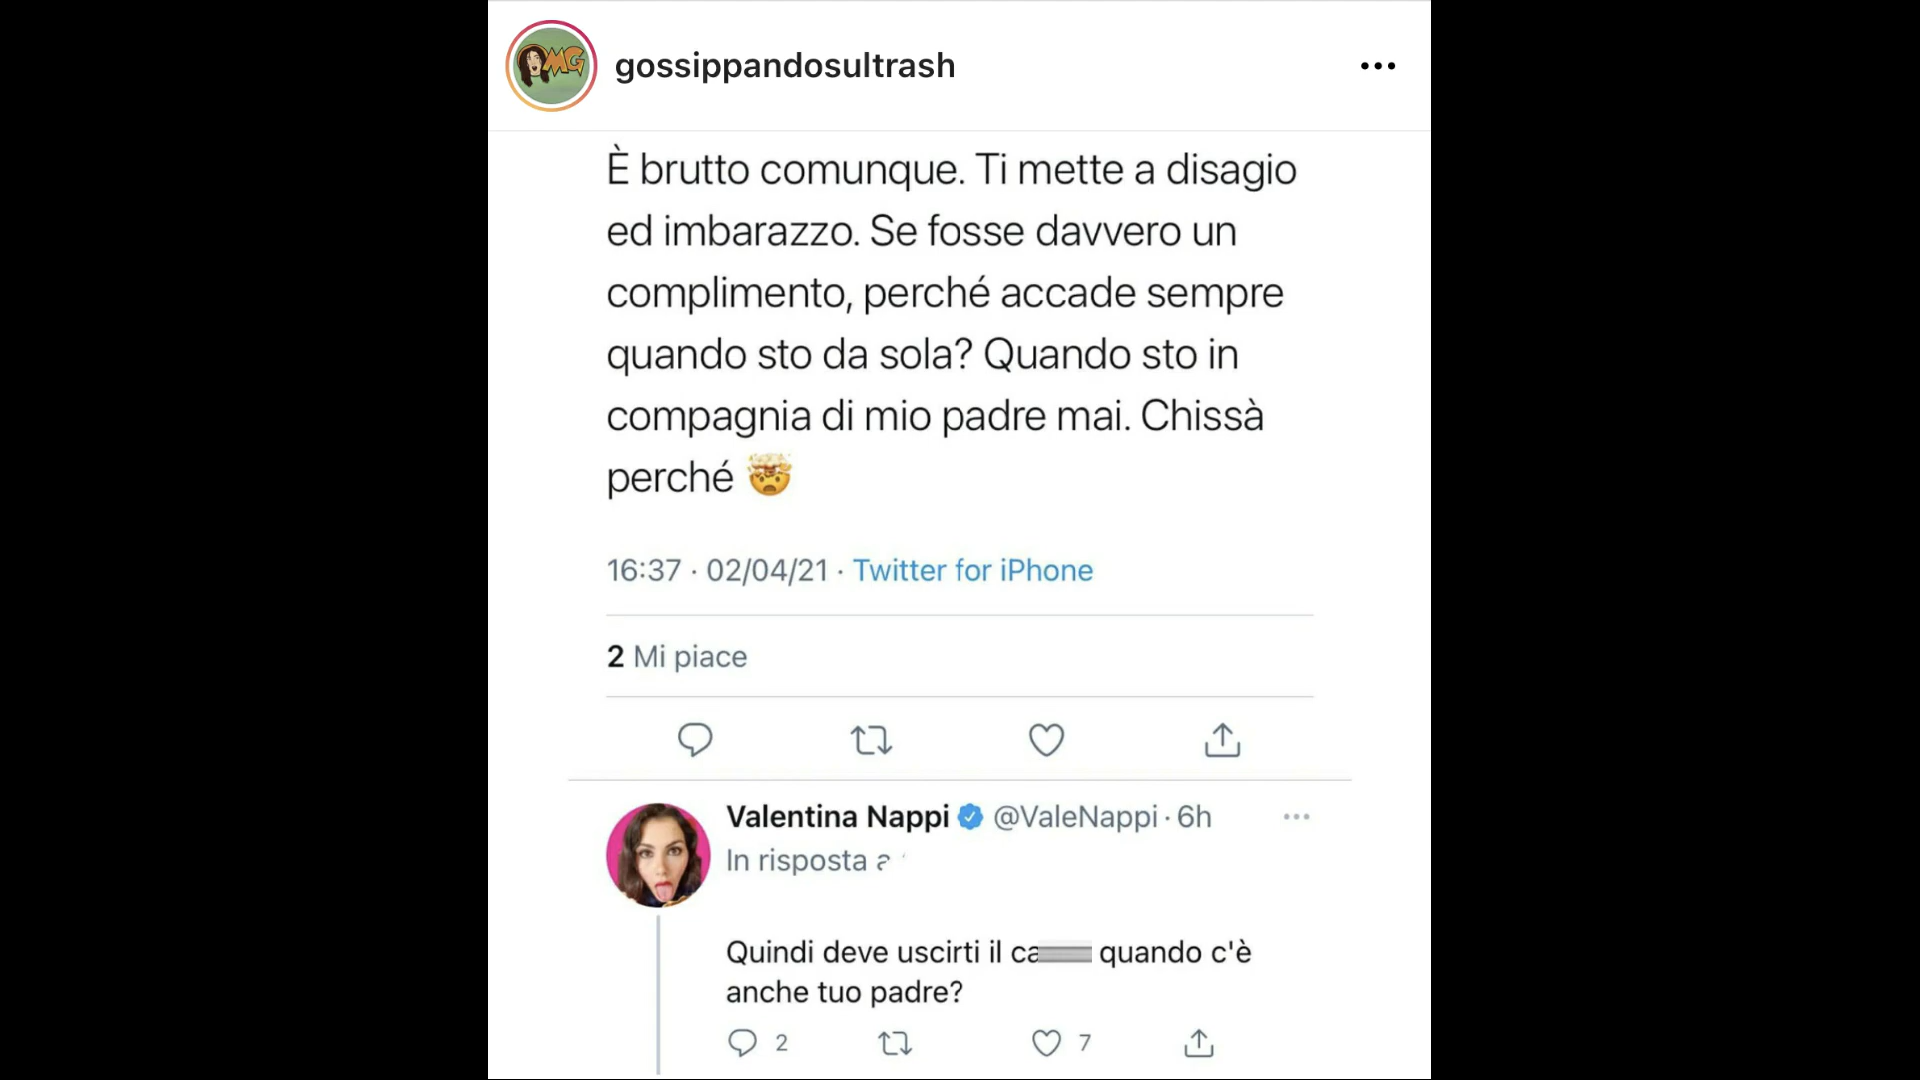 OMG
gossippandosultrash
È brutto comunque. Ti mette a disagio
ed imbarazzo. Se fosse davvero un
complimento, perché accade sempre
quando sto da sola? Quando sto in
compagnia di mio padre mai. Chissà
perché 🤯
16:37 · 02/04/21 · Twitter for iPhone
2 Mi piace
Valentina Nappi @ValeNappi · 6h
In risposta a
Quindi deve uscirti il ca quando c'è
anche tuo padre?
2 7